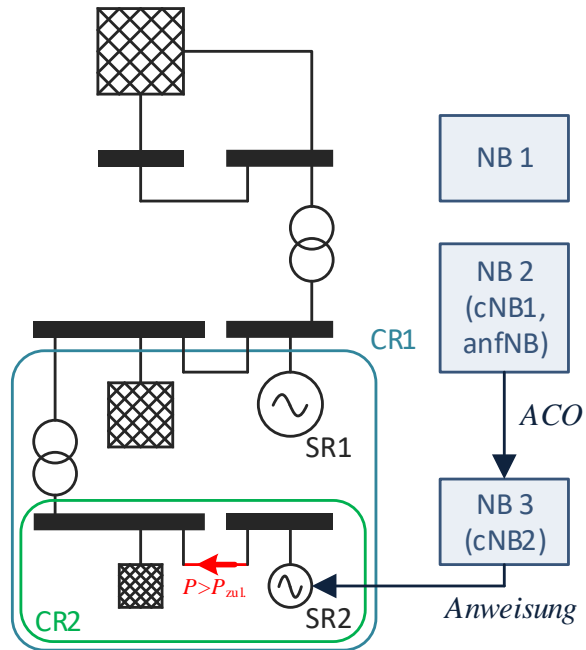 NB 1
NB 2
(cNB1,
anfNB)
CR1
SR1
ACO
NB 3
(cNB2)
P>Pzul.
SR2
CR2
Anweisung